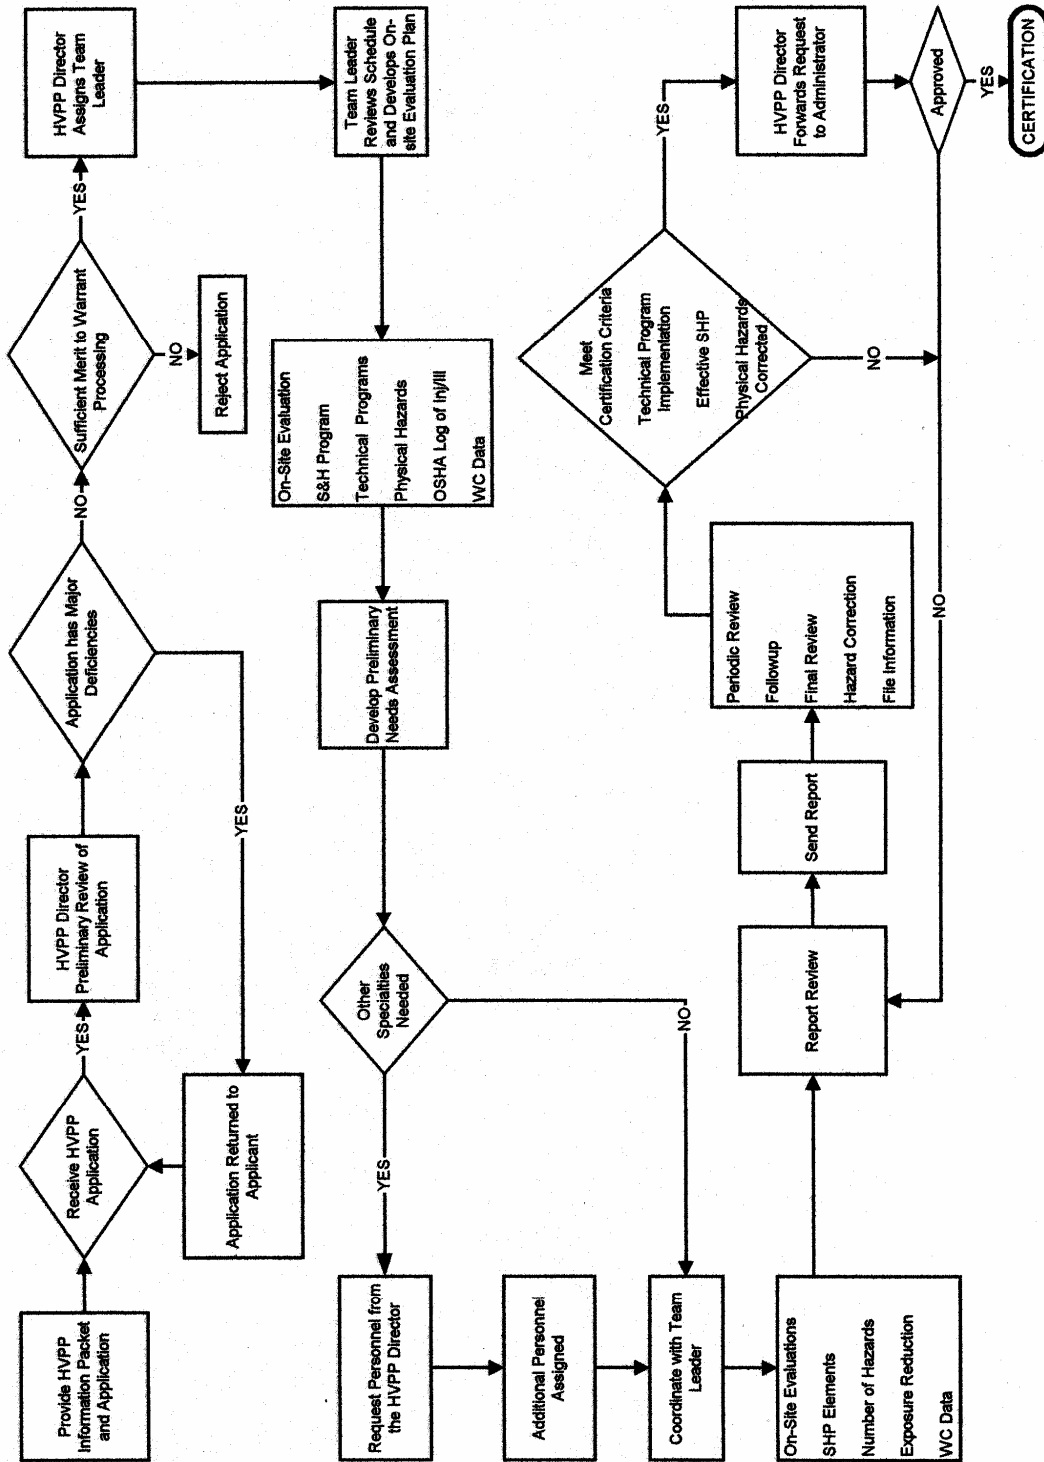 Provide HVPP
Information Packet
and Application
Receive HVPP
Application
YES
HVPP Director
Preliminary Review of
Application
Application has Major
Deficiencies
NO
Sufficient Merit to Warrant
Processing
YES
HVPP Director
Assigns Team
Leader
YES
Application Returned to
Applicant
NO
Reject Application
Team Leader
Reviews Schedule
and Develops On-
site Evaluation Plan
On-Site Evaluation
S&H Program
Technical Programs
Physical Hazards
OSHA Log of Inj/Ill
WC Data
Develop Preliminary
Needs Assessment
Other
Specialties
Needed
YES
NO
Request Personnel from
the HVPP Director
Additional Personnel
Assigned
Coordinate with Team
Leader
On-Site Evaluations
SHP Elements
Number of Hazards
Exposure Reduction
WC Data
Report Review
Send Report
Periodic Review
Followup
Final Review
Hazard Correction
File Information
Meet
Certification Criteria
Technical Program
Implementation
Effective SHP
Physical Hazards
Corrected
YES
NO
HVPP Director
Forwards Request
to Administrator
Approved
NO
YES
CERTIFICATION